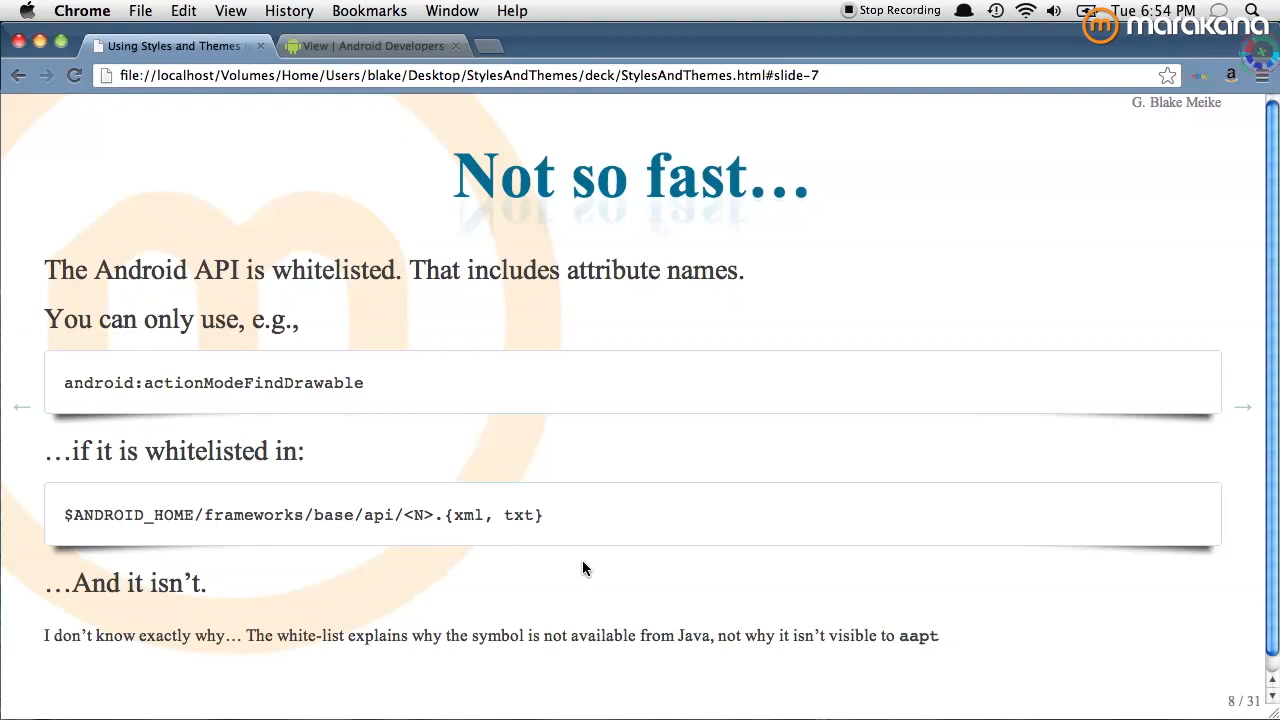 Chrome File Edit View History Bookmarks Window Help Stop Recording Tue 6:54 PM
marakana
Using Styles and Themes View | Android Developers
file://localhost/Volumes/Home/Users/blake/Desktop/StylesAndThemes/deck/StylesAndThemes.html#slide-7
G. Blake Meike
Not so fast…
The Android API is whitelisted. That includes attribute names.
You can only use, e.g.,
android:actionModeFindDrawable
…if it is whitelisted in:
$ANDROID_HOME/frameworks/base/api/<N>.{xml, txt}
…And it isn’t.
I don’t know exactly why… The white-list explains why the symbol is not available from Java, not why it isn’t visible to aapt
8 / 31